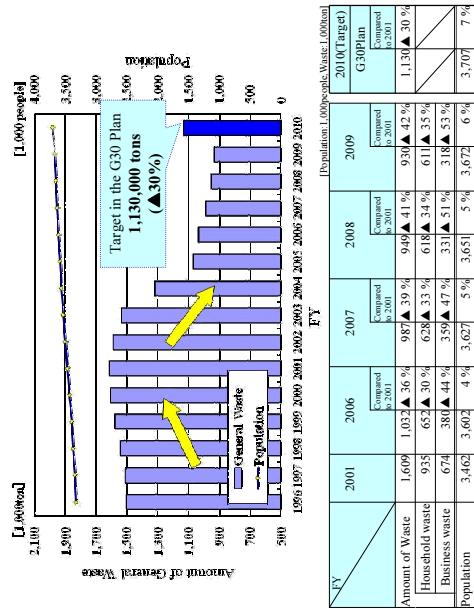 [1,000ton]
[1,000 people]
Amount of General Waste
2,100
1,900
1,500
1,300
1,100
900
700
500
Population
4,000
3,500
3,000
1,500
1,000
500
0
Target in the G30 Plan
1,130,000 tons
(▲30%)
General Waste
Population
1996 1997 1998 1999 2000 2001 2002 2003 2004 2005 2006 2007 2008 2009 2010
FY
[Population:1,000people,Waste:1,000ton]
FY 2001 2006 Compared to 2001 2007 Compared to 2001 2008 Compared to 2001 2009 Compared to 2001 2010(Target) G30Plan Compared to 2001
Amount of Waste 1,609 1,032 ▲ 36 % 987 ▲ 39 % 949 ▲ 41 % 930 ▲ 42 % 1,130 ▲ 30 %
Household waste 935 652 ▲ 30 % 628 ▲ 33 % 618 ▲ 34 % 611 ▲ 35 %
Business waste 674 380 ▲ 44 % 359 ▲ 47 % 331 ▲ 51 % 318 ▲ 53 %
Population 3,462 3,602 4 % 3,627 5 % 3,651 5 % 3,672 6 % 3,707 7 %